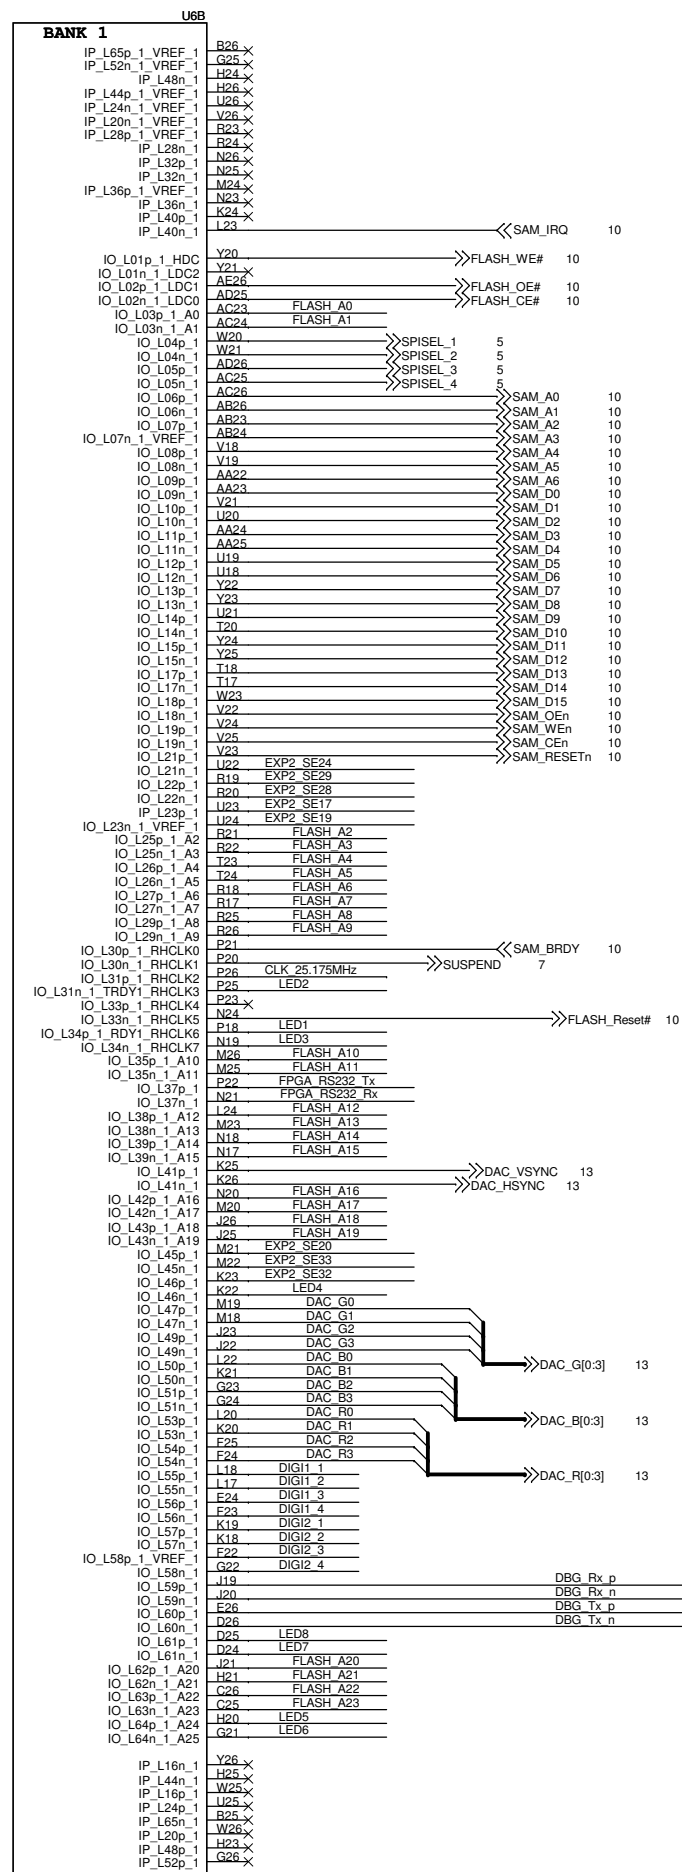 U6B
BANK 1
IP_L65p_1_VREF_1 B26
IP_L52n_1_VREF_1 G25
IP_L48n_1 H24
IP_L44p_1_VREF_1 H26
IP_L24n_1_VREF_1 U26
IP_L20n_1_VREF_1 V26
IP_L28p_1_VREF_1 R23
IP_L28n_1 R24
IP_L32p_1 N26
IP_L32n_1 N25
IP_L36p_1_VREF_1 M24
IP_L36n_1 N23
IP_L40p_1 K24
IP_L40n_1 L23 SAM_IRQ 10
IO_L01p_1_HDC Y20 FLASH_WE# 10
IO_L01n_1_LDC2 Y21
IO_L02p_1_LDC1 AE26 FLASH_OE# 10
IO_L02n_1_LDC0 AD25 FLASH_CE# 10
IO_L03p_1_A0 AC23 FLASH_A0
IO_L03n_1_A1 AC24 FLASH_A1
IO_L04p_1 W20 SPISEL_1 5
IO_L04n_1 W21 SPISEL_2 5
IO_L05p_1 AD26 SPISEL_3 5
IO_L05n_1 AC25 SPISEL_4 5
IO_L06p_1 AC26 SAM_A0 10
IO_L06n_1 AB26 SAM_A1 10
IO_L07p_1 AB23 SAM_A2 10
IO_L07n_1_VREF_1 AB24 SAM_A3 10
IO_L08p_1 V18 SAM_A4 10
IO_L08n_1 V19 SAM_A5 10
IO_L09p_1 AA22 SAM_A6 10
IO_L09n_1 AA23 SAM_D0 10
IO_L10p_1 V21 SAM_D1 10
IO_L10n_1 U20 SAM_D2 10
IO_L11p_1 AA24 SAM_D3 10
IO_L11n_1 AA25 SAM_D4 10
IO_L12p_1 U19 SAM_D5 10
IO_L12n_1 U18 SAM_D6 10
IO_L13p_1 Y22 SAM_D7 10
IO_L13n_1 Y23 SAM_D8 10
IO_L14p_1 U21 SAM_D9 10
IO_L14n_1 T20 SAM_D10 10
IO_L15p_1 Y24 SAM_D11 10
IO_L15n_1 Y25 SAM_D12 10
IO_L17p_1 T18 SAM_D13 10
IO_L17n_1 T17 SAM_D14 10
IO_L18p_1 W23 SAM_D15 10
IO_L18n_1 V22 SAM_OEn 10
IO_L19p_1 V24 SAM_WEn 10
IO_L19n_1 V25 SAM_CEn 10
IO_L21p_1 V23 SAM_RESETn 10
IO_L21n_1 U22 EXP2_SE24
IO_L22p_1 R19 EXP2_SE29
IO_L22n_1 R20 EXP2_SE28
IP_L23p_1 U23 EXP2_SE17
IO_L23n_1_VREF_1 U24 EXP2_SE19
IO_L25p_1_A2 R21 FLASH_A2
IO_L25n_1_A3 R22 FLASH_A3
IO_L26p_1_A4 T23 FLASH_A4
IO_L26n_1_A5 T24 FLASH_A5
IO_L27p_1_A6 R18 FLASH_A6
IO_L27n_1_A7 R17 FLASH_A7
IO_L29p_1_A8 R25 FLASH_A8
IO_L29n_1_A9 R26 FLASH_A9
IO_L30p_1_RHCLK0 P21 SAM_BRDY 10
IO_L30n_1_RHCLK1 P20 SUSPEND 7
IO_L31p_1_RHCLK2 P26 CLK_25.175MHz
IO_L31n_1_TRDY1_RHCLK3 P25 LED2
IO_L33p_1_RHCLK4 P23
IO_L33n_1_RHCLK5 N24 FLASH_Reset# 10
IO_L34p_1_RDY1_RHCLK6 P18 LED1
IO_L34n_1_RHCLK7 N19 LED3
IO_L35p_1_A10 M26 FLASH_A10
IO_L35n_1_A11 M25 FLASH_A11
IO_L37p_1 P22 FPGA_RS232_Tx
IO_L37n_1 N21 FPGA_RS232_Rx
IO_L38p_1_A12 L24 FLASH_A12
IO_L38n_1_A13 M23 FLASH_A13
IO_L39p_1_A14 N18 FLASH_A14
IO_L39n_1_A15 N17 FLASH_A15
IO_L41p_1 K25 DAC_VSYNC 13
IO_L41n_1 K26 DAC_HSYNC 13
IO_L42p_1_A16 N20 FLASH_A16
IO_L42n_1_A17 M20 FLASH_A17
IO_L43p_1_A18 J26 FLASH_A18
IO_L43n_1_A19 J25 FLASH_A19
IO_L45p_1 M21 EXP2_SE20
IO_L45n_1 M22 EXP2_SE33
IO_L46p_1 K23 EXP2_SE32
IO_L46n_1 K22 LED4
IO_L47p_1 M19 DAC_G0
IO_L47n_1 M18 DAC_G1
IO_L49p_1 J23 DAC_G2
IO_L49n_1 J22 DAC_G3
IO_L50p_1 L22 DAC_B0 DAC_G[0:3] 13
IO_L50n_1 K21 DAC_B1
IO_L51p_1 G23 DAC_B2
IO_L51n_1 G24 DAC_B3
IO_L53p_1 L20 DAC_R0 DAC_B[0:3] 13
IO_L53n_1 K20 DAC_R1
IO_L54p_1 F25 DAC_R2
IO_L54n_1 F24 DAC_R3
IO_L55p_1 L18 DIGI1_1 DAC_R[0:3] 13
IO_L55n_1 L17 DIGI1_2
IO_L56p_1 E24 DIGI1_3
IO_L56n_1 F23 DIGI1_4
IO_L57p_1 K19 DIGI2_1
IO_L57n_1 K18 DIGI2_2
IO_L58p_1_VREF_1 F22 DIGI2_3
IO_L58n_1 G22 DIGI2_4
IO_L59p_1 J19 DBG_Rx_p
IO_L59n_1 J20 DBG_Rx_n
IO_L60p_1 E26 DBG_Tx_p
IO_L60n_1 D26 DBG_Tx_n
IO_L61p_1 D25 LED8
IO_L61n_1 D24 LED7
IO_L62p_1_A20 J21 FLASH_A20
IO_L62n_1_A21 H21 FLASH_A21
IO_L63p_1_A22 C26 FLASH_A22
IO_L63n_1_A23 C25 FLASH_A23
IO_L64p_1_A24 H20 LED5
IO_L64n_1_A25 G21 LED6
IP_L16n_1 Y26
IP_L44n_1 H25
IP_L16p_1 W25
IP_L24p_1 U25
IP_L65n_1 B25
IP_L20p_1 W26
IP_L48p_1 H23
IP_L52p_1 G26